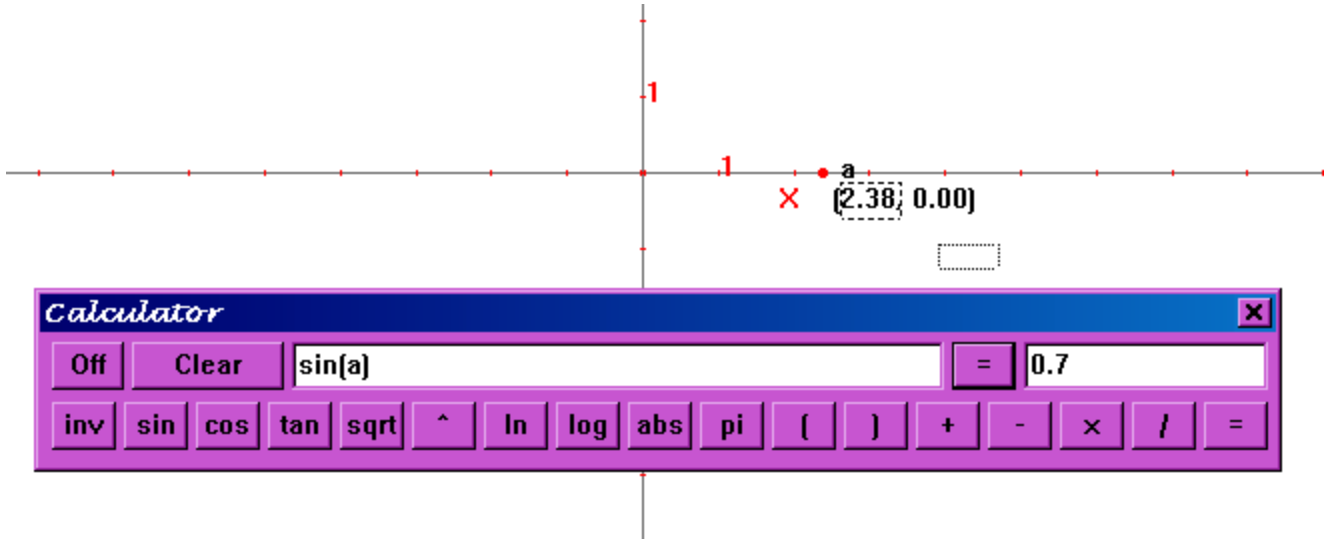 1
1
a
(2.38, 0.00)
X
Calculator
Off Clear sin(a) = 0.7
inv sin cos tan sqrt ^ ln log abs pi ( ) + - × / =